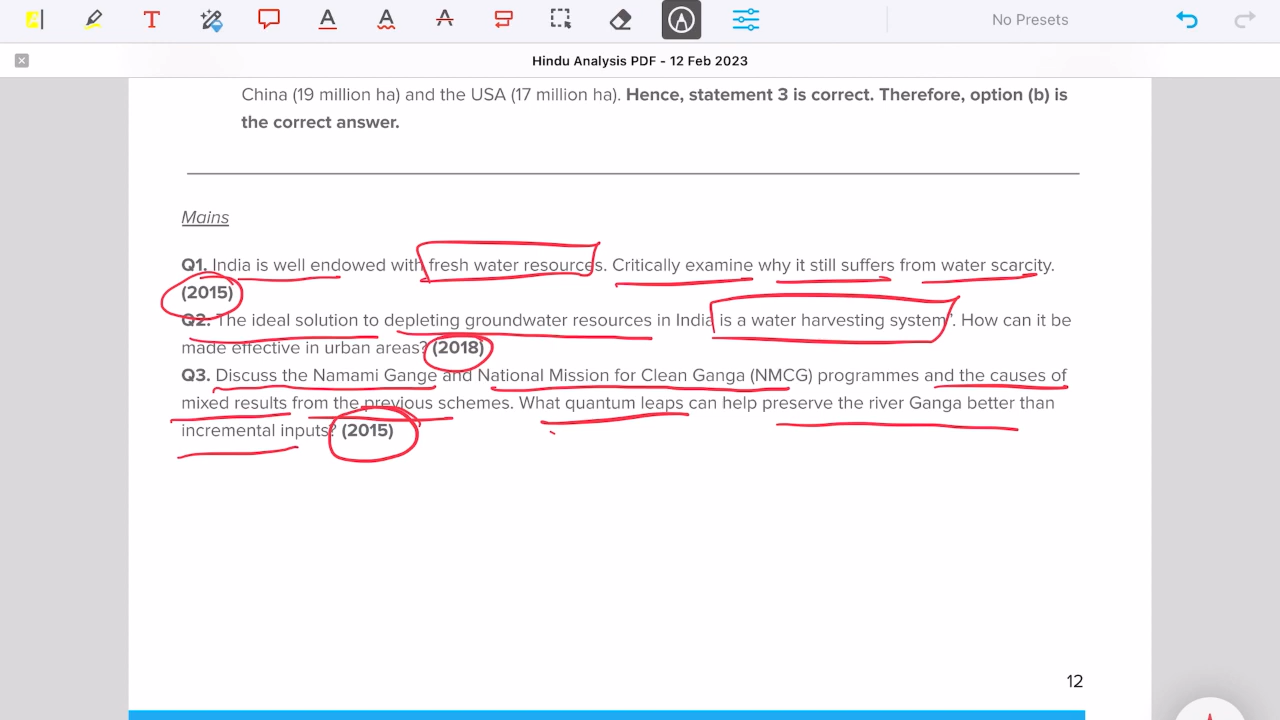 T A A A A No Presets
Hindu Analysis PDF - 12 Feb 2023
China (19 million ha) and the USA (17 million ha). Hence, statement 3 is correct. Therefore, option (b) is
the correct answer.
Mains
Q1. India is well endowed with fresh water resources. Critically examine why it still suffers from water scarcity.
(2015)
Q2. The ideal solution to depleting groundwater resources in India is a water harvesting system”. How can it be
made effective in urban areas? (2018)
Q3. Discuss the Namami Gange and National Mission for Clean Ganga (NMCG) programmes and the causes of
mixed results from the previous schemes. What quantum leaps can help preserve the river Ganga better than
incremental inputs? (2015)
12